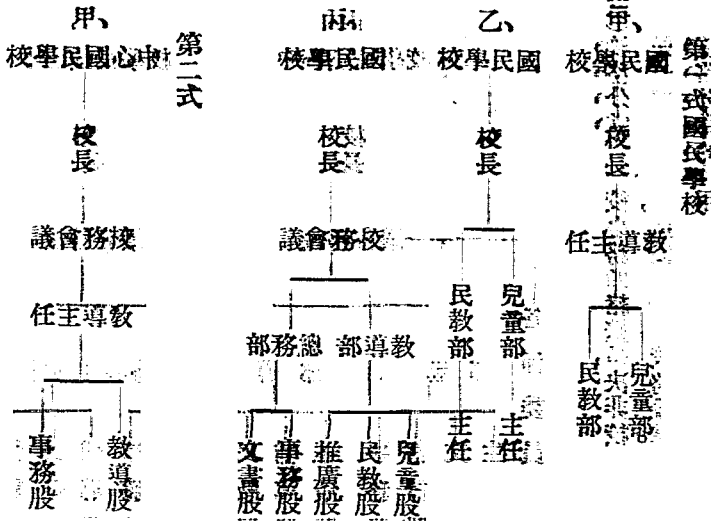 第一式國民學校
甲、
國民學校
校長
教導主任
兒童部
民教部
乙、
國民學校
校長
兒童部
主任
民教部
主任
丙、
國民學校
校長
校務會議
教導部
總務部
兒童股
民教股
推廣股
事務股
文書股
第二式
甲、
中心國民學校
校長
校務會議
教導主任
教導股
事務股